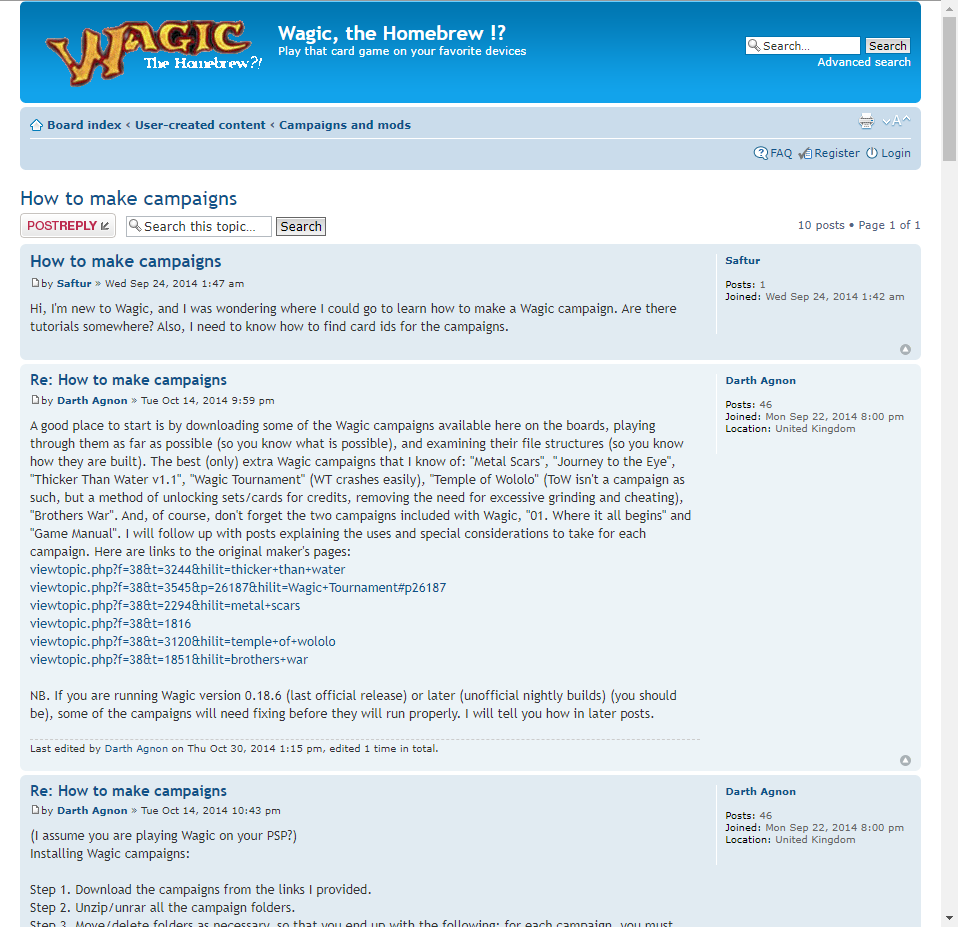 WAGIC
The Homebrew?!
Wagic, the Homebrew !?
Play that card game on your favorite devices
Search...
Search
Advanced search
Board index ‹ User-created content ‹ Campaigns and mods
A
FAQ Register Login
How to make campaigns
POSTREPLY
Search this topic...
Search
10 posts • Page 1 of 1
How to make campaigns
by Saftur » Wed Sep 24, 2014 1:47 am
Hi, I'm new to Wagic, and I was wondering where I could go to learn how to make a Wagic campaign. Are there
tutorials somewhere? Also, I need to know how to find card ids for the campaigns.
Saftur
Posts: 1
Joined: Wed Sep 24, 2014 1:42 am
Re: How to make campaigns
by Darth Agnon » Tue Oct 14, 2014 9:59 pm
A good place to start is by downloading some of the Wagic campaigns available here on the boards, playing
through them as far as possible (so you know what is possible), and examining their file structures (so you know
how they are built). The best (only) extra Wagic campaigns that I know of: "Metal Scars", "Journey to the Eye",
"Thicker Than Water v1.1", "Wagic Tournament" (WT crashes easily), "Temple of Wololo" (ToW isn't a campaign as
such, but a method of unlocking sets/cards for credits, removing the need for excessive grinding and cheating),
"Brothers War". And, of course, don't forget the two campaigns included with Wagic, "01. Where it all begins" and
"Game Manual". I will follow up with posts explaining the uses and special considerations to take for each
campaign. Here are links to the original maker's pages:
viewtopic.php?f=38&t=3244&hilit=thicker+than+water
viewtopic.php?f=38&t=3545&p=26187&hilit=Wagic+Tournament#p26187
viewtopic.php?f=38&t=2294&hilit=metal+scars
viewtopic.php?f=38&t=1816
viewtopic.php?f=38&t=3120&hilit=temple+of+wololo
viewtopic.php?f=38&t=1851&hilit=brothers+war
NB. If you are running Wagic version 0.18.6 (last official release) or later (unofficial nightly builds) (you should
be), some of the campaigns will need fixing before they will run properly. I will tell you how in later posts.
Last edited by Darth Agnon on Thu Oct 30, 2014 1:15 pm, edited 1 time in total.
Darth Agnon
Posts: 46
Joined: Mon Sep 22, 2014 8:00 pm
Location: United Kingdom
Re: How to make campaigns
by Darth Agnon » Tue Oct 14, 2014 10:43 pm
(I assume you are playing Wagic on your PSP?)
Installing Wagic campaigns:
Step 1. Download the campaigns from the links I provided.
Step 2. Unzip/unrar all the campaign folders.
Step 3. Move/delete folders as necessary, so that you end up with the following: for each campaign, you must
Darth Agnon
Posts: 46
Joined: Mon Sep 22, 2014 8:00 pm
Location: United Kingdom